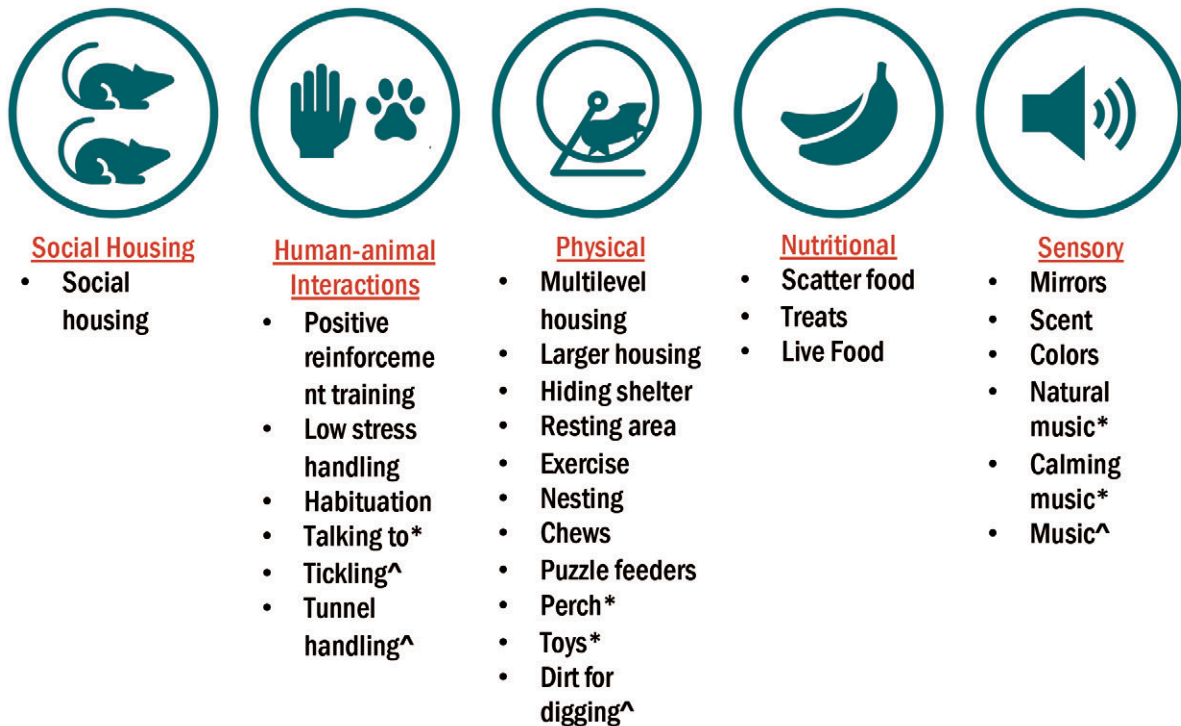 Social Housing
• Social
housing
Human-animal
Interactions
• Positive
reinforceme
nt training
• Low stress
handling
• Habituation
• Talking to*
• Tickling^
• Tunnel
handling^
Physical
• Multilevel
housing
• Larger housing
• Hiding shelter
• Resting area
• Exercise
• Nesting
• Chews
• Puzzle feeders
• Perch*
• Toys*
• Dirt for
digging^
Nutritional
• Scatter food
• Treats
• Live Food
Sensory
• Mirrors
• Scent
• Colors
• Natural
music*
• Calming
music*
• Music^